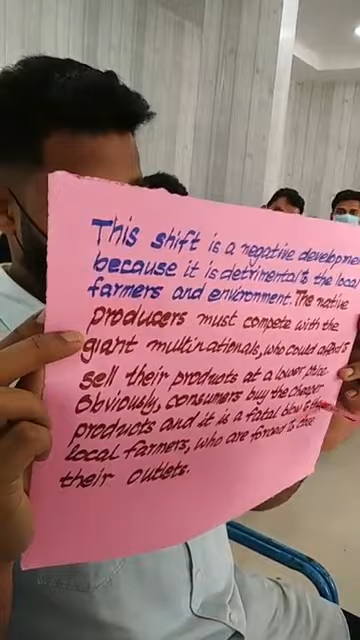 This shift is a negative developmen
because it is detrimental to the local
farmers and environment. The native
producers must compete with the
giant multinationals, who could afford to
sell their products at a lower price
Obviously, consumers buy the cheaper
products and it is a fatal blow to the
local farmers, who are forced to close
their outlets.